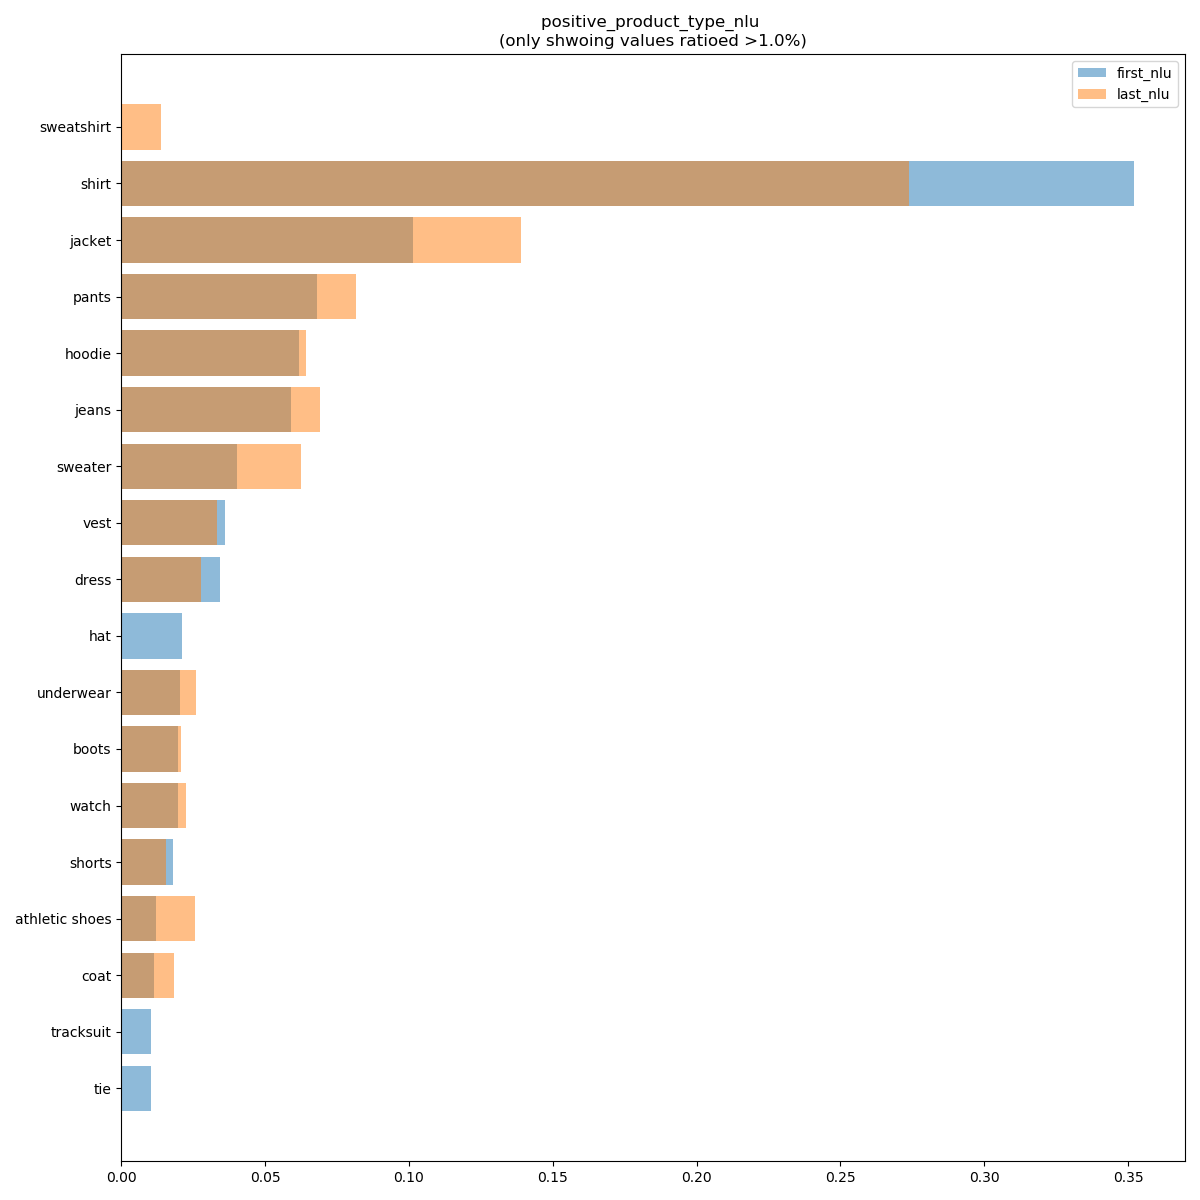 positive_product_type_nlu
(only shwoing values ratioed >1.0%)
first_nlu
last_nlu
sweatshirt
shirt
jacket
pants
hoodie
jeans
sweater
vest
dress
hat
underwear
boots
watch
shorts
athletic shoes
coat
tracksuit
tie
0.00 0.05 0.10 0.15 0.20 0.25 0.30 0.35